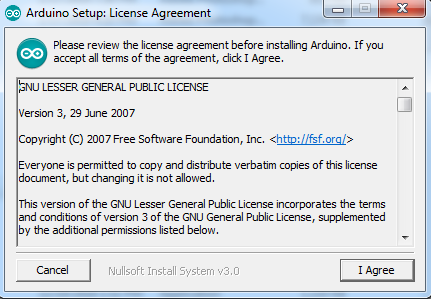 Arduino Setup: License Agreement
Please review the license agreement before installing Arduino. If you
accept all terms of the agreement, click I Agree.
GNU LESSER GENERAL PUBLIC LICENSE
Version 3, 29 June 2007
Copyright (C) 2007 Free Software Foundation, Inc. <http://fsf.org/>
Everyone is permitted to copy and distribute verbatim copies of this license
document, but changing it is not allowed.
This version of the GNU Lesser General Public License incorporates the terms
and conditions of version 3 of the GNU General Public License, supplemented
by the additional permissions listed below.
Cancel
Nullsoft Install System v3.0
I Agree